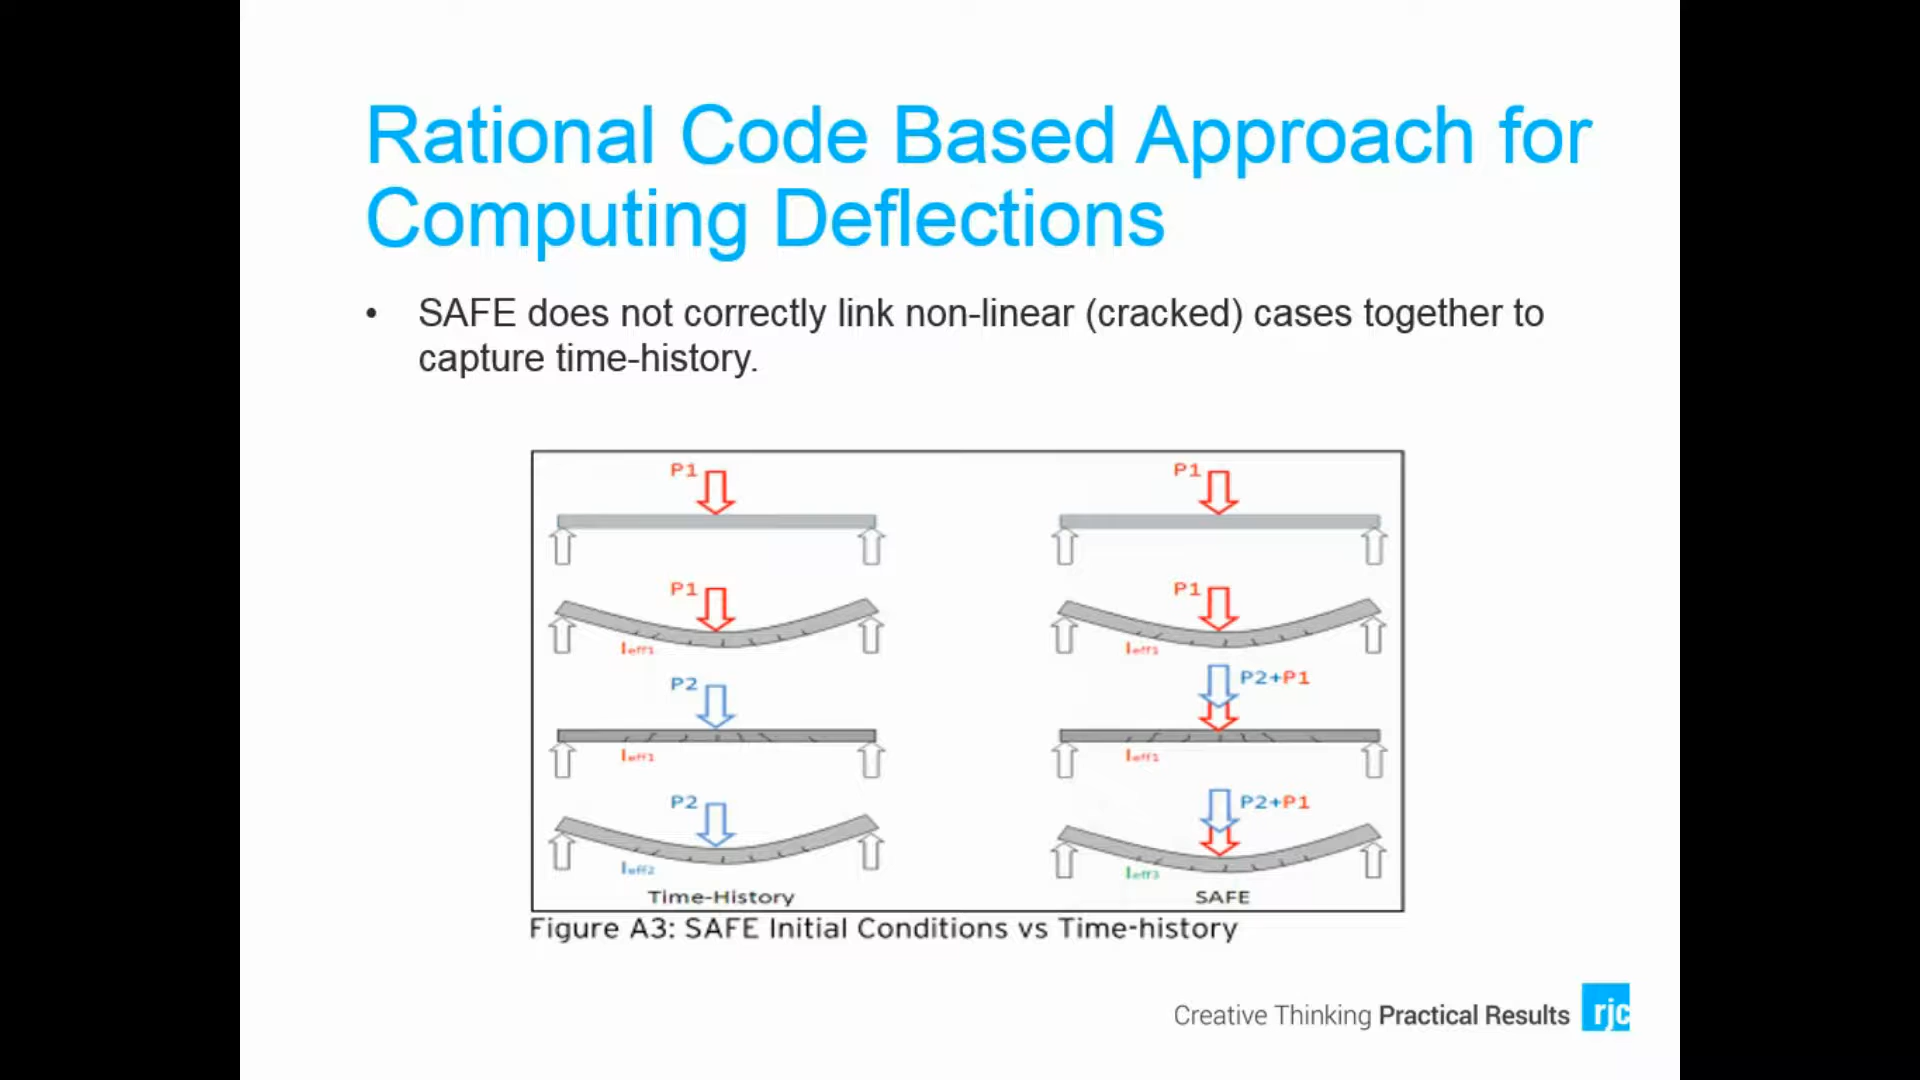 Rational Code Based Approach for
Computing Deflections
• SAFE does not correctly link non-linear (cracked) cases together to
capture time-history.
P1
P1
P1
P1
Ieff1
Ieff1
P2
P2+P1
Ieff1
Ieff1
P2
P2+P1
Ieff2
Ieff3
Time-History
SAFE
Figure A3: SAFE Initial Conditions vs Time-history
Creative Thinking Practical Results
rjc